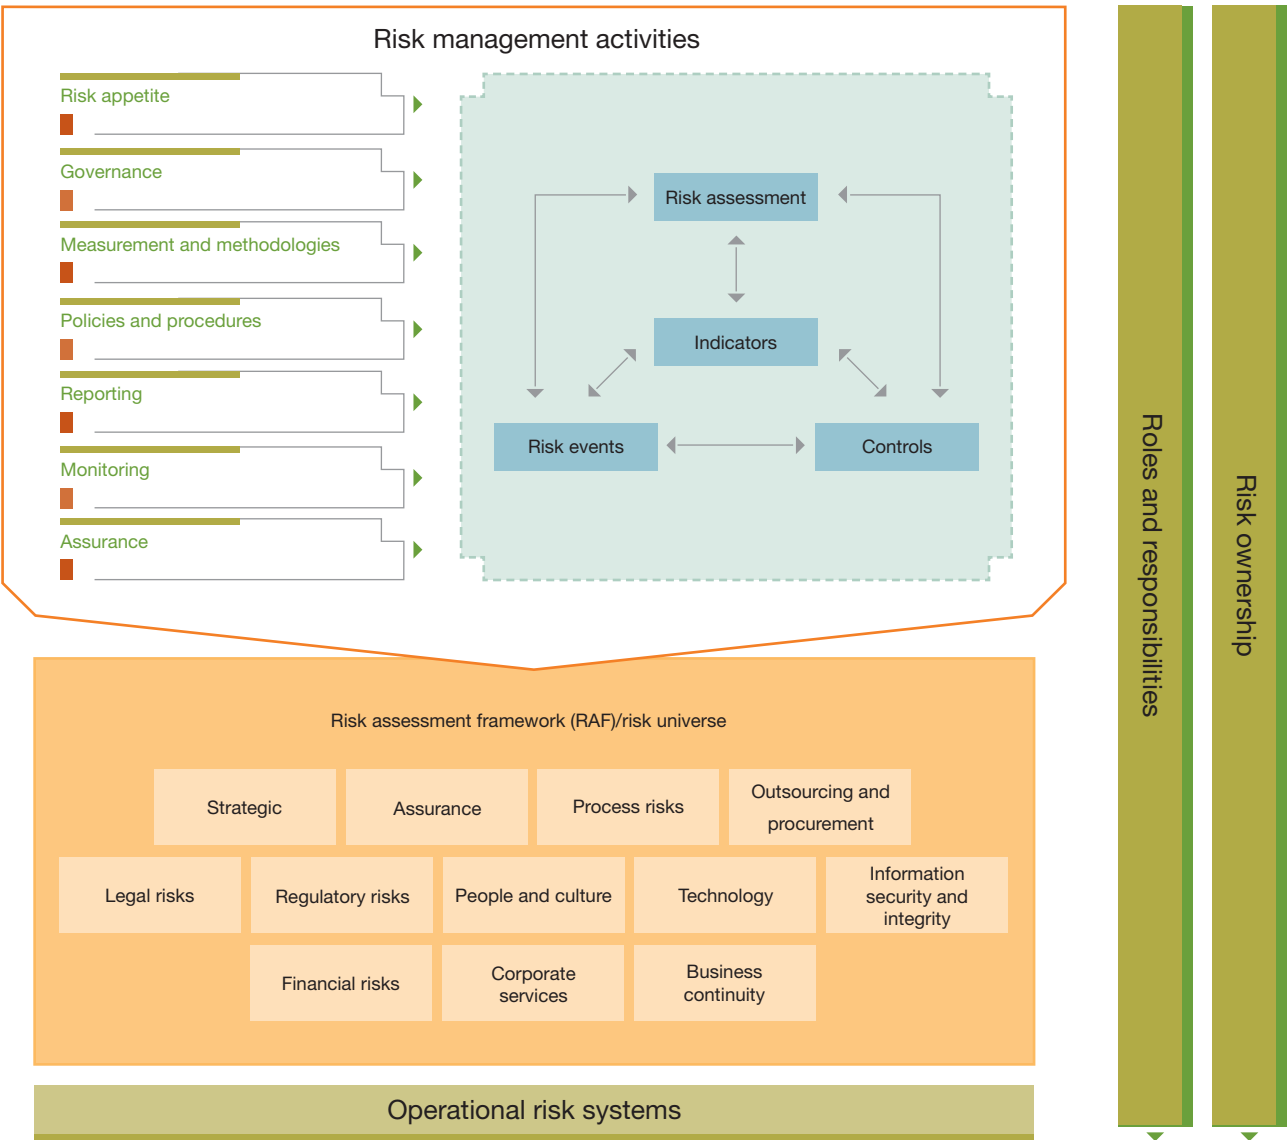 Risk management activities
Risk appetite
Governance
Measurement and methodologies
Policies and procedures
Reporting
Monitoring
Assurance
Risk assessment
Indicators
Risk events
Controls
Risk assessment framework (RAF)/risk universe
Strategic
Assurance
Process risks
Outsourcing and
procurement
Legal risks
Regulatory risks
People and culture
Technology
Information
security and
integrity
Financial risks
Corporate
services
Business
continuity
Operational risk systems
Roles and responsibilities
Risk ownership